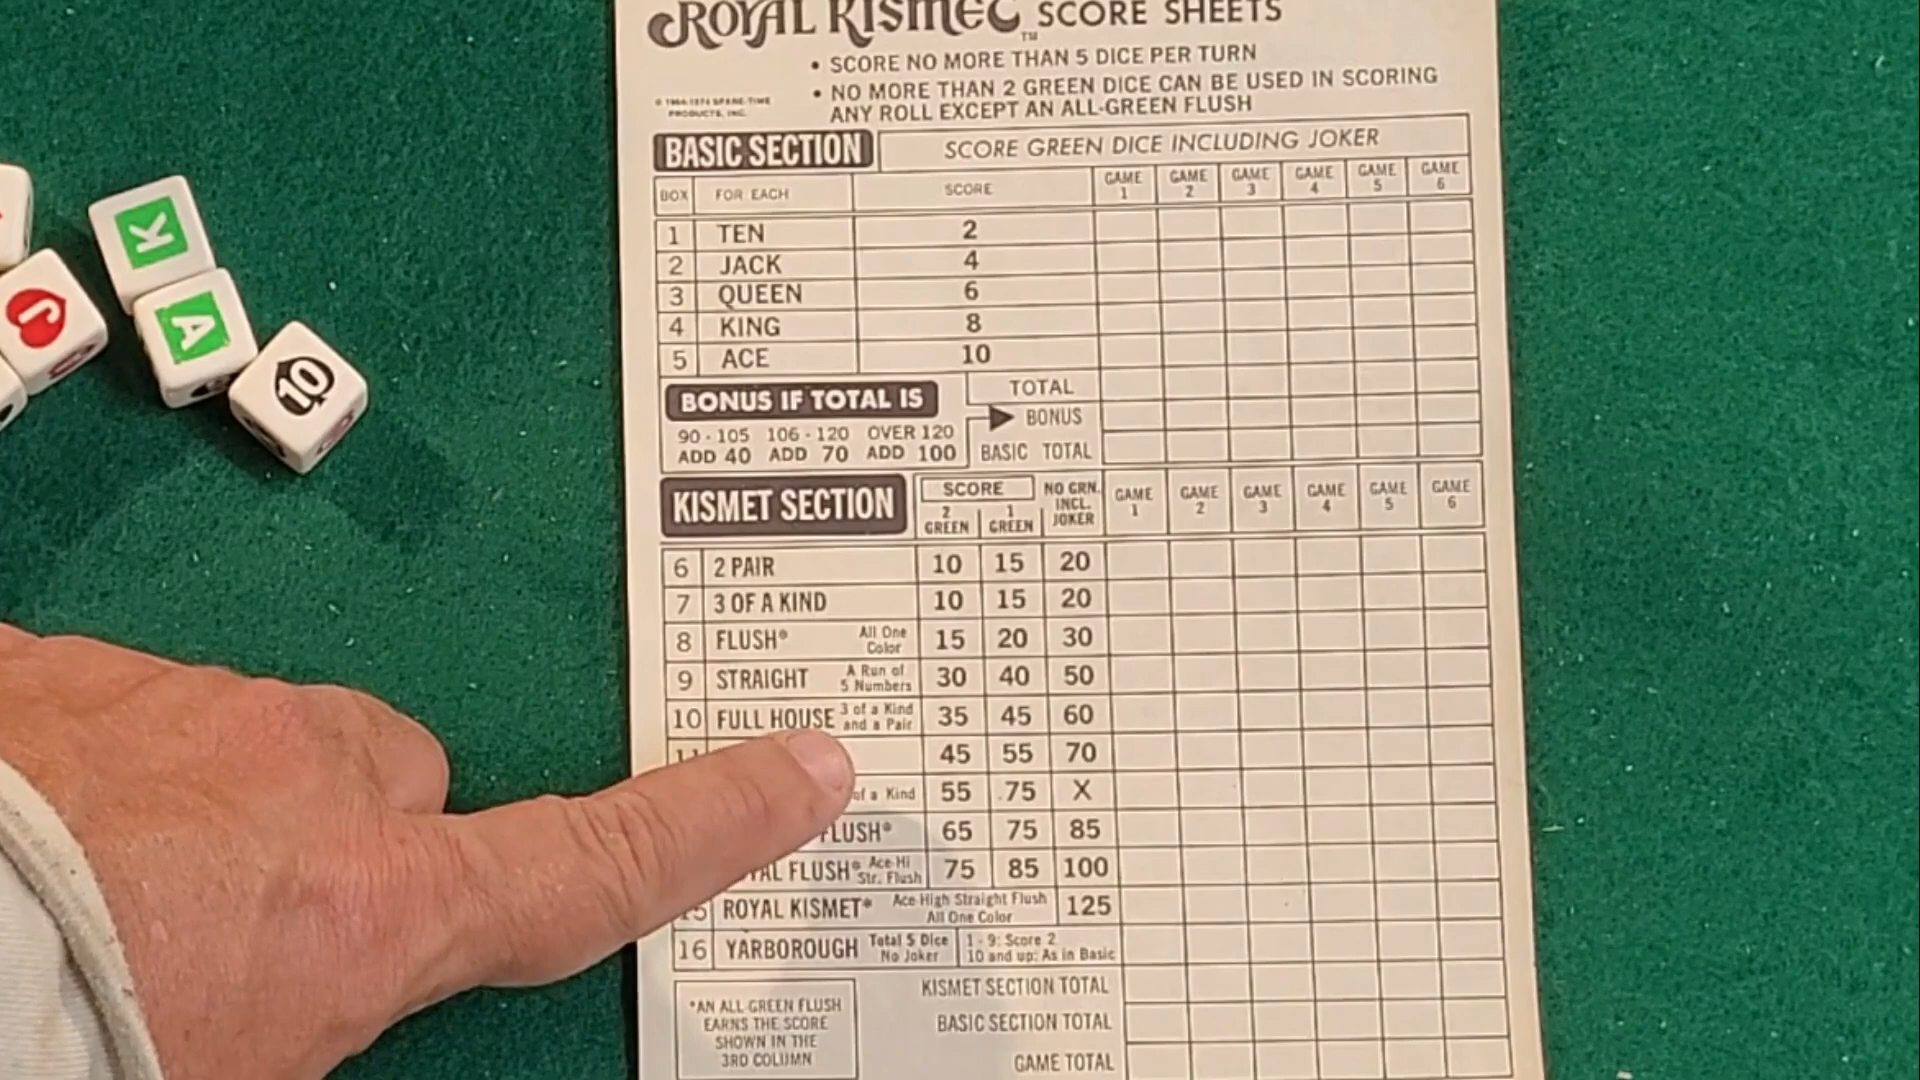 ROYAL KISMET™ SCORE SHEETS
• SCORE NO MORE THAN 5 DICE PER TURN
• NO MORE THAN 2 GREEN DICE CAN BE USED IN SCORING
ANY ROLL EXCEPT AN ALL-GREEN FLUSH
© 1964-1974 SPARE-TIME
PRODUCTS, INC.
BASIC SECTION SCORE GREEN DICE INCLUDING JOKER
BOX FOR EACH SCORE GAME 1 GAME 2 GAME 3 GAME 4 GAME 5 GAME 6
1 TEN 2
2 JACK 4
3 QUEEN 6
4 KING 8
5 ACE 10
BONUS IF TOTAL IS TOTAL
BONUS
90-105 106-120 OVER 120
ADD 40 ADD 70 ADD 100 BASIC TOTAL
KISMET SECTION SCORE 2 GREEN 1 GREEN NO GRN. INCL. JOKER GAME 1 GAME 2 GAME 3 GAME 4 GAME 5 GAME 6
6 2 PAIR 10 15 20
7 3 OF A KIND 10 15 20
8 FLUSH* All One Color 15 20 30
9 STRAIGHT A Run of 5 Numbers 30 40 50
10 FULL HOUSE 3 of a Kind and a Pair 35 45 60
11 45 55 70
of a Kind 55 75 X
FLUSH* 65 75 85
FLUSH* Ace-Hi Str. Flush 75 85 100
ROYAL KISMET* Ace High Straight Flush All One Color 125
16 YARBOROUGH Total 5 Dice No Joker 1 - 9: Score 2 10 and up: As in Basic
KISMET SECTION TOTAL
BASIC SECTION TOTAL
GAME TOTAL
*AN ALL GREEN FLUSH
EARNS THE SCORE
SHOWN IN THE
3RD COLUMN
K
A
J
10